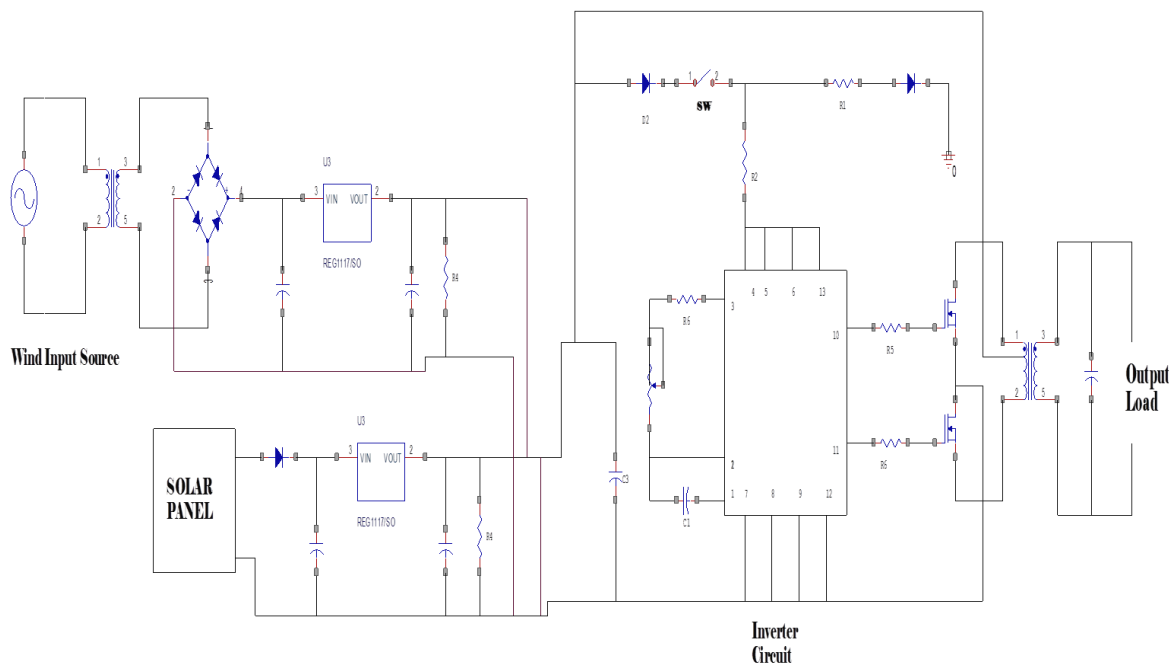 1
2
sw
D2
R1
0
R2
1
3
2
5
Wind Input Source
2
4
-
+
U3
3
VIN
VOUT
2
REG1117/SO
R4
4
5
6
13
3
10
R6
R5
11
R6
2
1
7
8
9
12
C1
C3
1
3
2
5
Output
Load
SOLAR
PANEL
U3
3
VIN
VOUT
2
REG1117/SO
R4
Inverter
Circuit